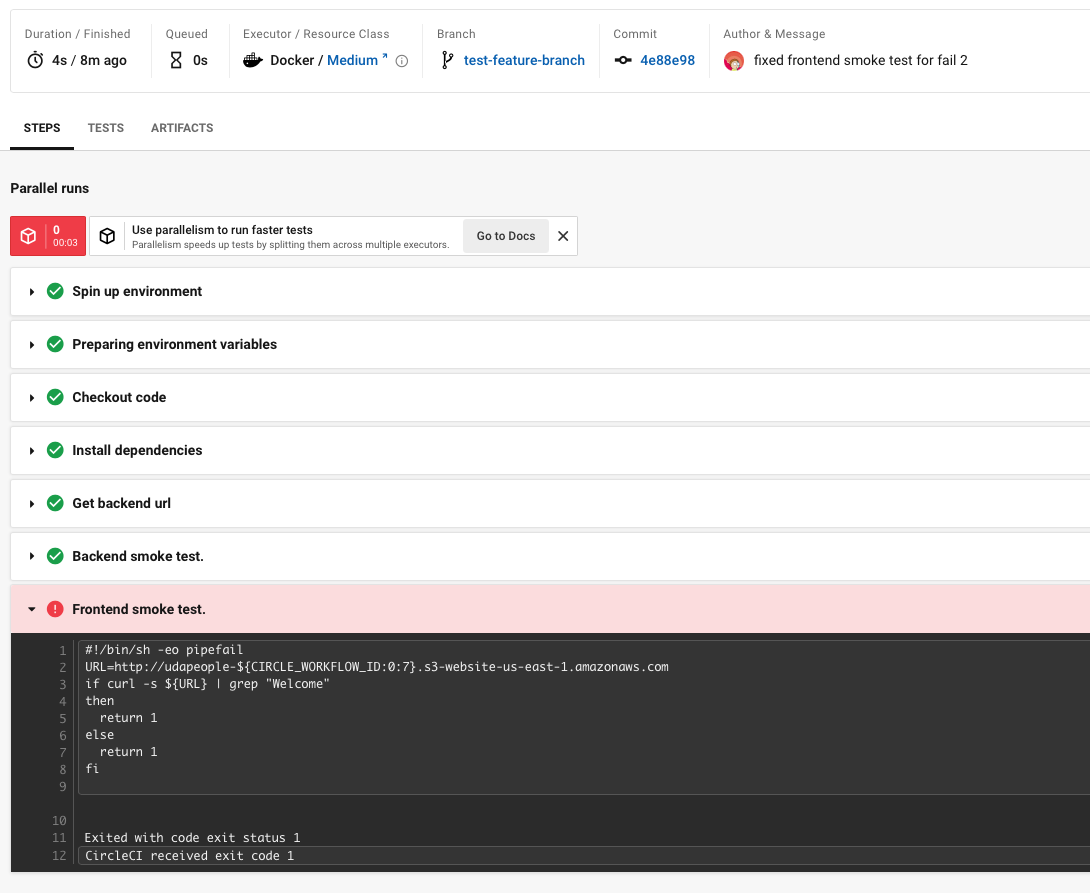 Duration / Finished
4s / 8m ago
Queued
0s
Executor / Resource Class
Docker / Medium
Branch
test-feature-branch
Commit
4e88e98
Author & Message
fixed frontend smoke test for fail 2
STEPS TESTS ARTIFACTS
Parallel runs
0
00:03
Use parallelism to run faster tests
Parallelism speeds up tests by splitting them across multiple executors.
Go to Docs
Spin up environment
Preparing environment variables
Checkout code
Install dependencies
Get backend url
Backend smoke test.
Frontend smoke test.
1 #!/bin/sh -eo pipefail
2 URL=http://udapeople-${CIRCLE_WORKFLOW_ID:0:7}.s3-website-us-east-1.amazonaws.com
3 if curl -s ${URL} | grep "Welcome"
4 then
5   return 1
6 else
7   return 1
8 fi
9
10
11 Exited with code exit status 1
12 CircleCI received exit code 1